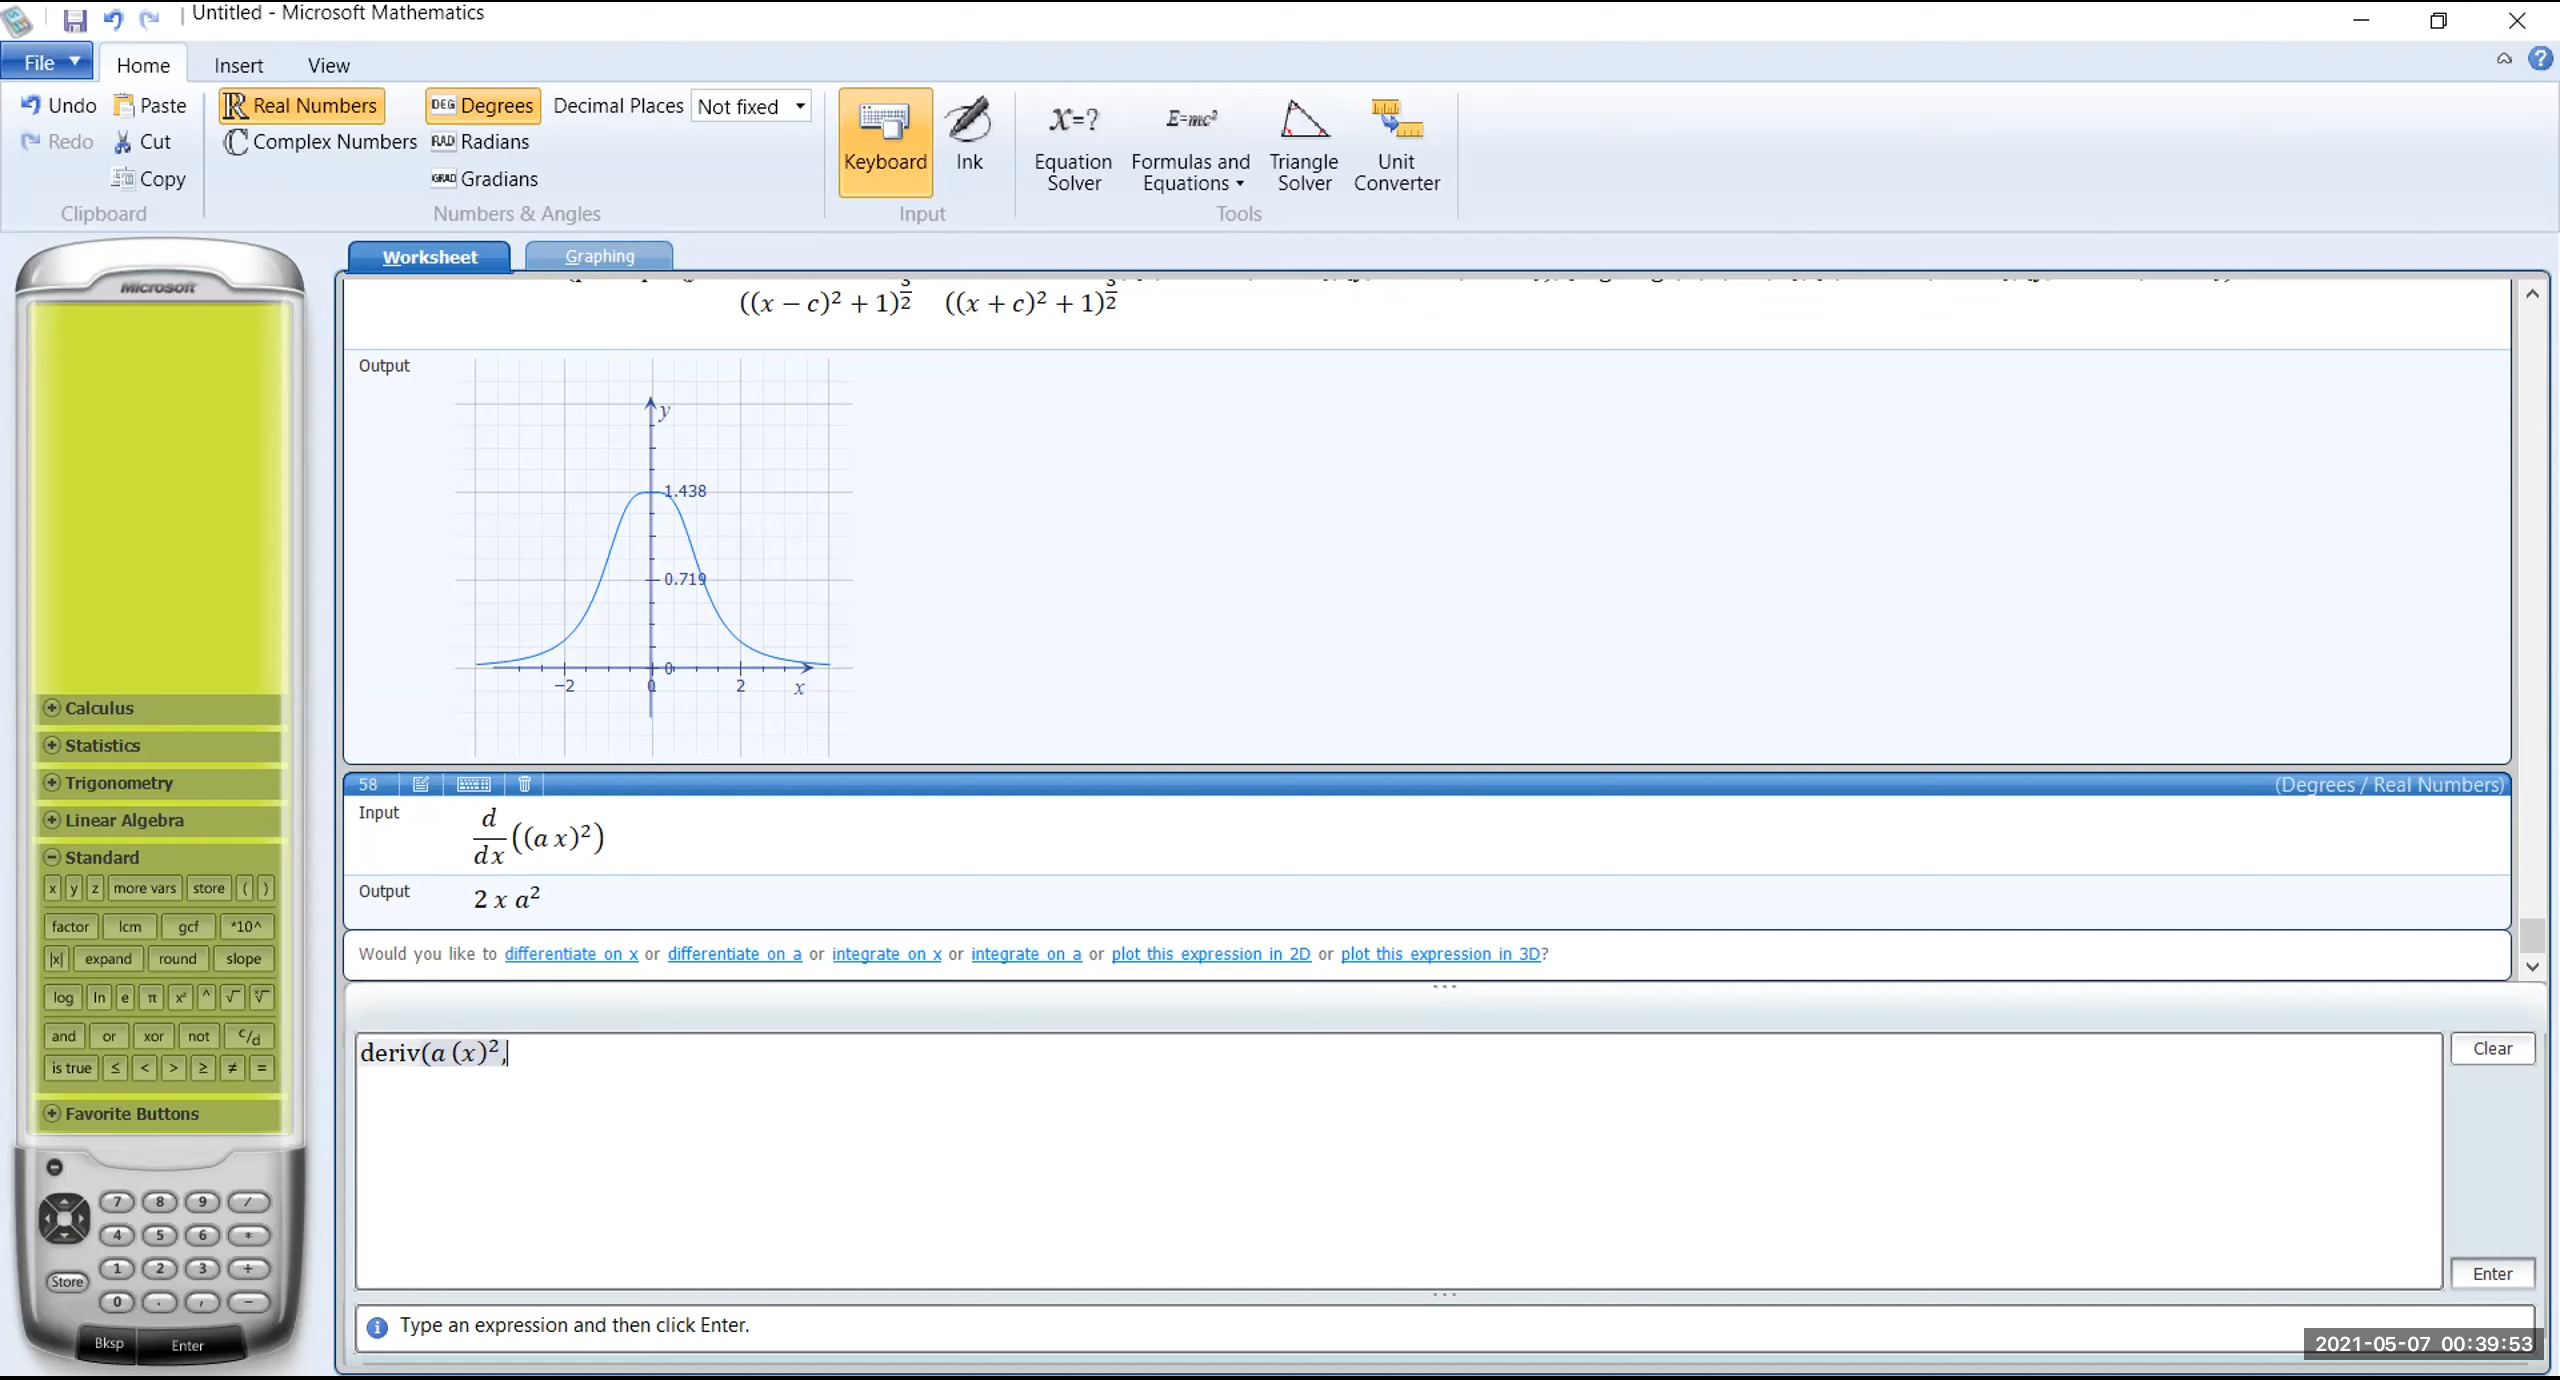 Untitled - Microsoft Mathematics
File Home Insert View
Undo Paste Real Numbers DEG Degrees Decimal Places Not fixed
Redo Cut Complex Numbers RAD Radians
Copy GRAD Gradians
Keyboard Ink
X=? E=mc²
Equation Solver Formulas and Equations Triangle Solver Unit Converter
Clipboard Numbers & Angles Input Tools
Worksheet Graphing
Microsoft
((x − c)² + 1)^(3/2) ((x + c)² + 1)^(3/2)
Output
y
1.438
0.719
0
−2 0 2 x
58 (Degrees / Real Numbers)
Input
d/dx((a x)²)
Output
2 x a²
Would you like to differentiate on x or differentiate on a or integrate on x or integrate on a or plot this expression in 2D or plot this expression in 3D?
deriv(a (x)²,
Clear
Enter
Type an expression and then click Enter.
2021-05-07 00:39:53
Calculus
Statistics
Trigonometry
Linear Algebra
Standard
x y z more vars store ( )
factor lcm gcf *10^
|x| expand round slope
log ln e π x² ^ √ ˣ√
and or xor not c/d
is true ≤ < > ≥ ≠ =
Favorite Buttons
7 8 9 /
4 5 6 *
1 2 3 +
Store
0 . , −
Bksp Enter